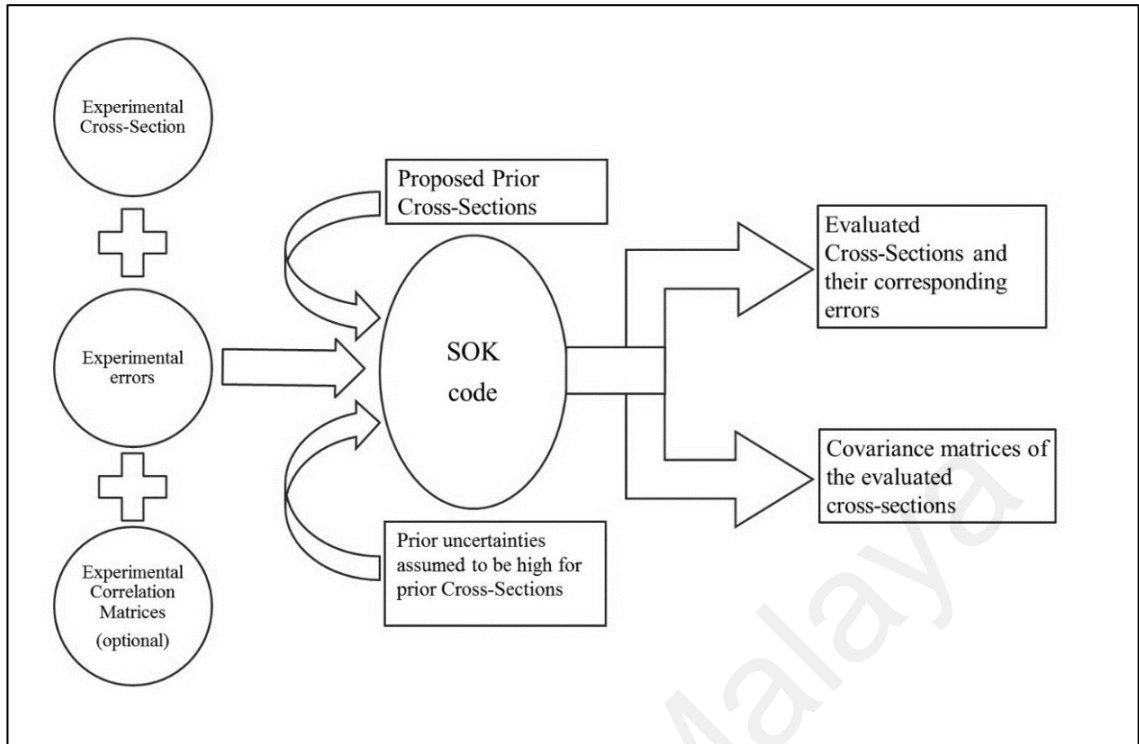 Experimental
Cross-Section
Experimental
errors
Experimental
Correlation
Matrices
(optional)
Proposed Prior
Cross-Sections
SOK
code
Prior uncertainties
assumed to be high for
prior Cross-Sections
Evaluated
Cross-Sections and
their corresponding
errors
Covariance matrices of
the evaluated
cross-sections
Malaya